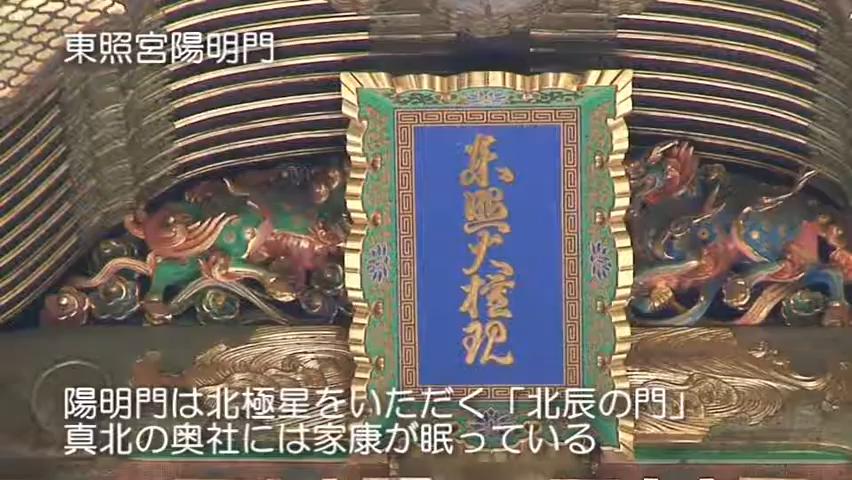 東照宮陽明門
東照大権現
陽明門は北極星をいただく「北辰の門」
真北の奥社には家康が眠っている